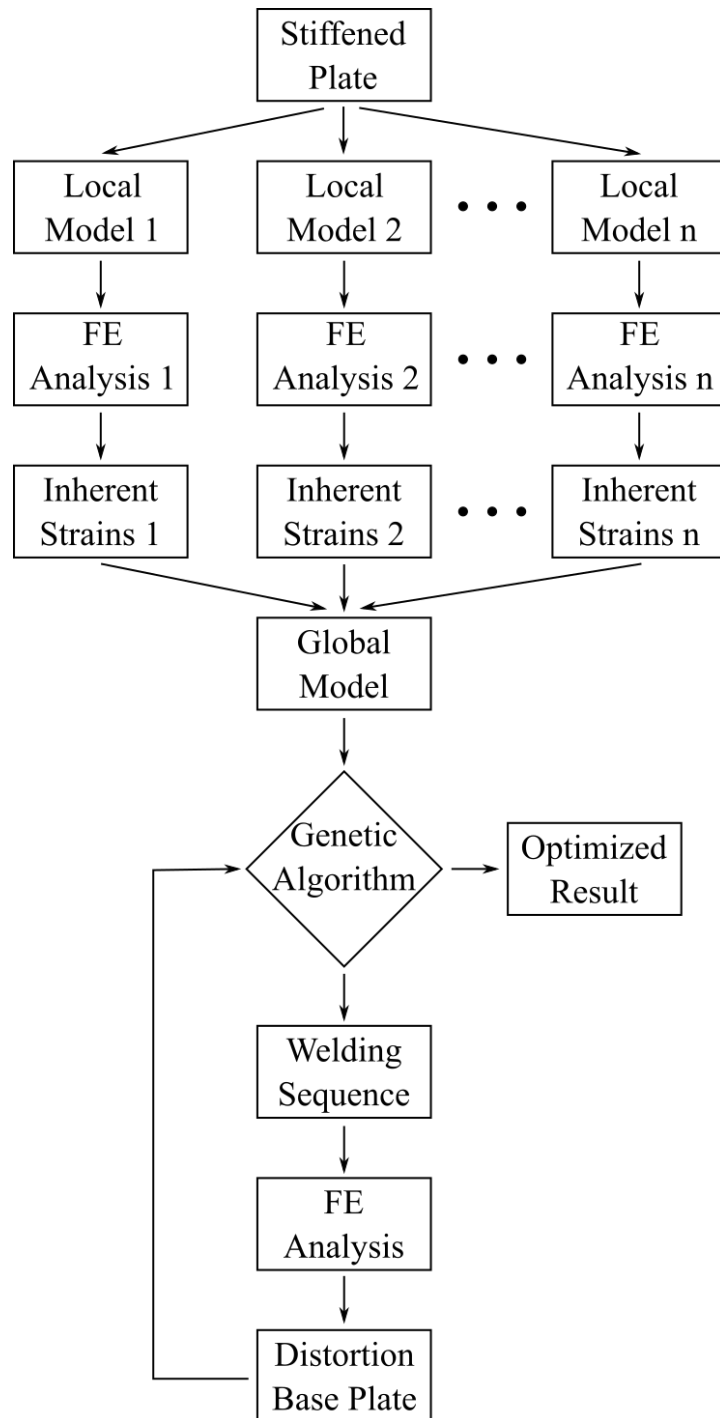 Stiffened
Plate
Local
Model 1
Local
Model 2
Local
Model n
FE
Analysis 1
FE
Analysis 2
FE
Analysis n
Inherent
Strains 1
Inherent
Strains 2
Inherent
Strains n
Global
Model
Genetic
Algorithm
Optimized
Result
Welding
Sequence
FE
Analysis
Distortion
Base Plate